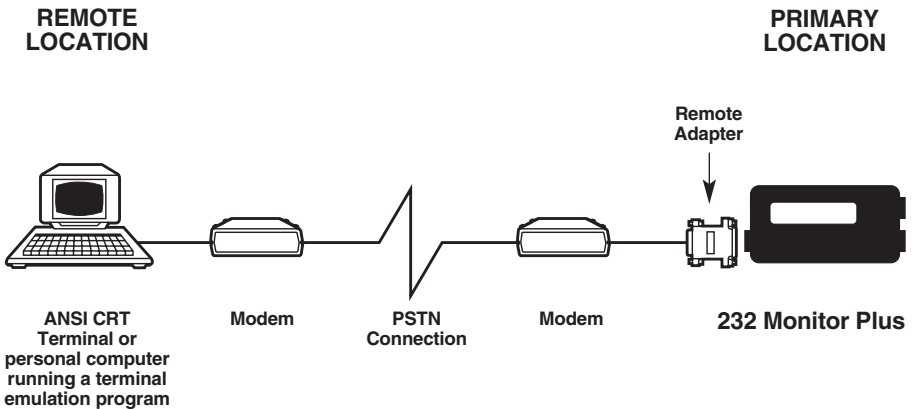 REMOTE
LOCATION
PRIMARY
LOCATION
Remote
Adapter
ANSI CRT
Terminal or
personal computer
running a terminal
emulation program
Modem
PSTN
Connection
Modem
232 Monitor Plus